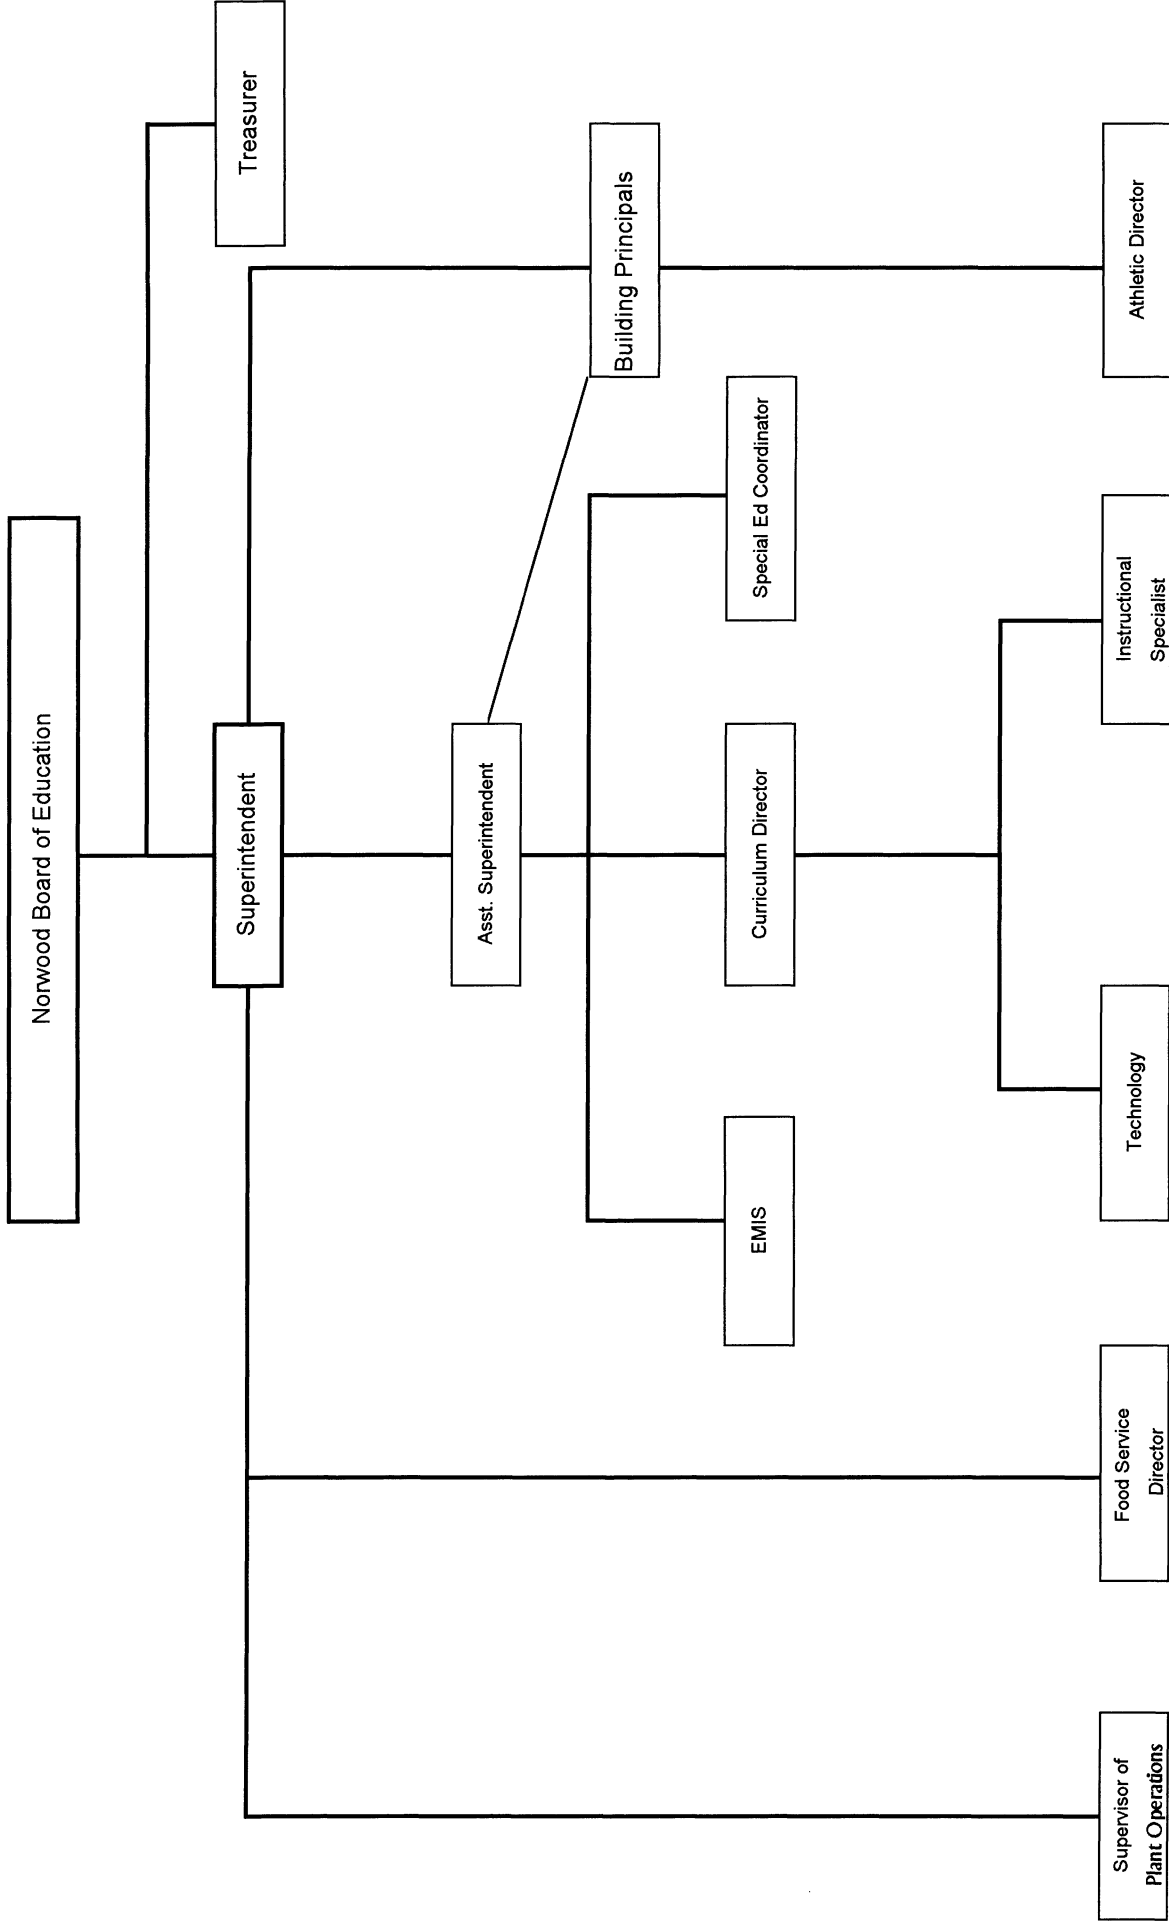 Norwood Board of Education
Superintendent
Treasurer
Asst. Superintendent
Building Principals
EMIS
Curriculum Director
Special Ed Coordinator
Supervisor of
Plant Operations
Food Service
Director
Technology
Instructional
Specialist
Athletic Director